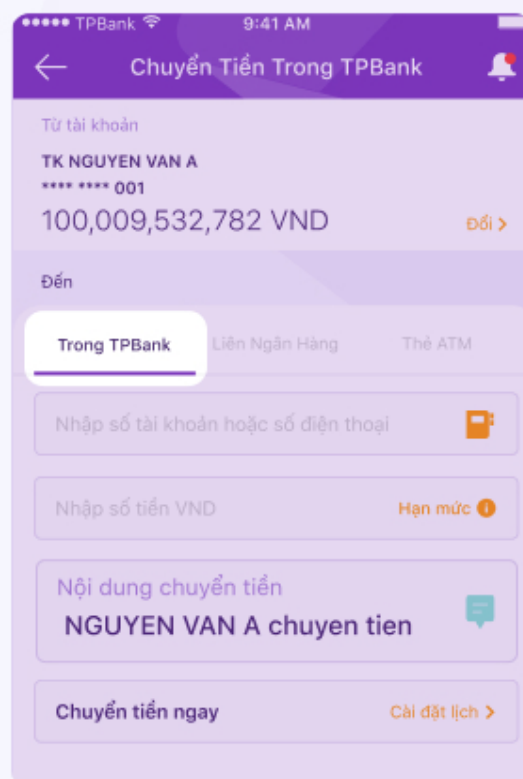 TPBank 9:41 AM
Chuyển Tiền Trong TPBank
Từ tài khoản
TK NGUYEN VAN A
**** **** 001
100,009,532,782 VND Đổi >
Đến
Trong TPBank Liên Ngân Hàng Thẻ ATM
Nhập số tài khoản hoặc số điện thoại
Nhập số tiền VND Hạn mức
Nội dung chuyển tiền
NGUYEN VAN A chuyen tien
Chuyển tiền ngay Cài đặt lịch >